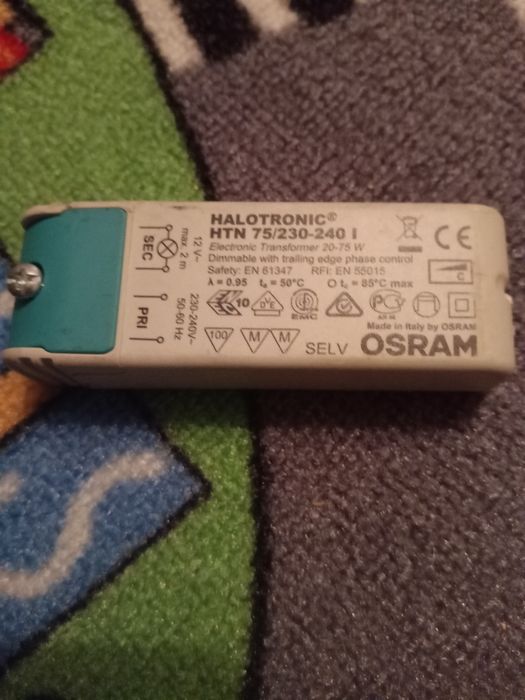 HALOTRONIC®
HTN 75/230-240 I
Electronic Transformer 20-75 W
Dimmable with trailing edge phase control
Safety: EN 61347 RFI: EN 55015
λ = 0.95 ta = 50°C tc = 85°C max
10
EMC
100 M M SELV
Made in Italy by OSRAM
OSRAM
CE
SEC
12 V~
max. 2 m
PRI
230-240V~
50-60 Hz